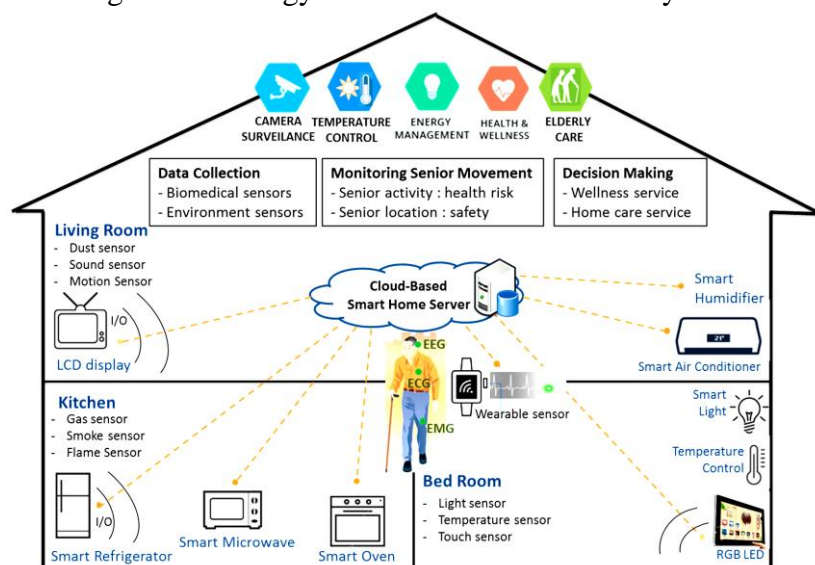 CAMERA
SURVEILANCE
TEMPERATURE
CONTROL
ENERGY
MANAGEMENT
HEALTH &
WELLNESS
ELDERLY
CARE
Data Collection
- Biomedical sensors
- Environment sensors
Monitoring Senior Movement
- Senior activity : health risk
- Senior location : safety
Decision Making
- Wellness service
- Home care service
Living Room
- Dust sensor
- Sound sensor
- Motion Sensor
I/O
LCD display
Cloud-Based
Smart Home Server
Smart
Humidifier
21°
Smart Air Conditioner
EEG
ECG
EMG
Wearable sensor
Kitchen
- Gas sensor
- Smoke sensor
- Flame Sensor
I/O
Smart Refrigerator
Smart Microwave
Smart Oven
Bed Room
- Light sensor
- Temperature sensor
- Touch sensor
Smart
Light
Temperature
Control
RGB LED